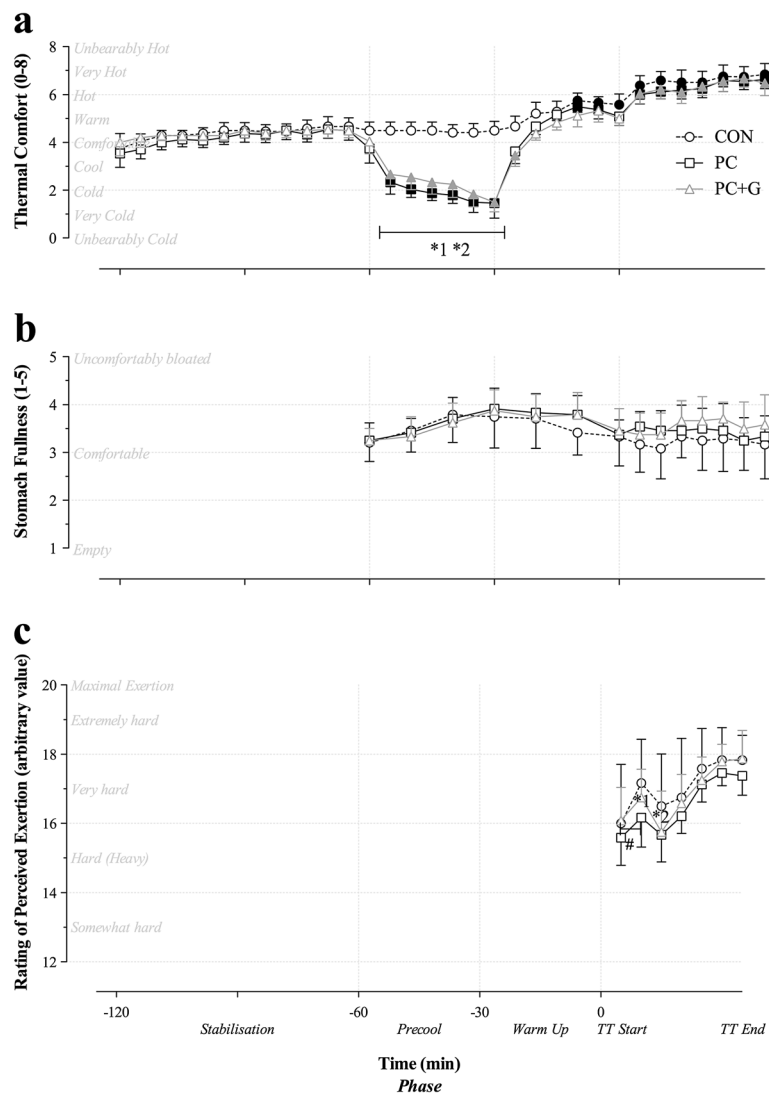 a
Thermal Comfort (0-8)
8
6
4
2
0
Unbearably Hot
Very Hot
Hot
Warm
Comfo
Cool
Cold
Very Cold
Unbearably Cold
CON
PC
PC+G
*1 *2
b
Stomach Fullness (1-5)
5
4
3
2
1
Uncomfortably bloated
Comfortable
Empty
c
Rating of Perceived Exertion (arbitrary value)
20
18
16
14
12
Maximal Exertion
Extremely hard
Very hard
Hard (Heavy)
Somewhat hard
*1
*2
#
-120 -60 -30 0
Stabilisation Precool Warm Up TT Start TT End
Time (min)
Phase